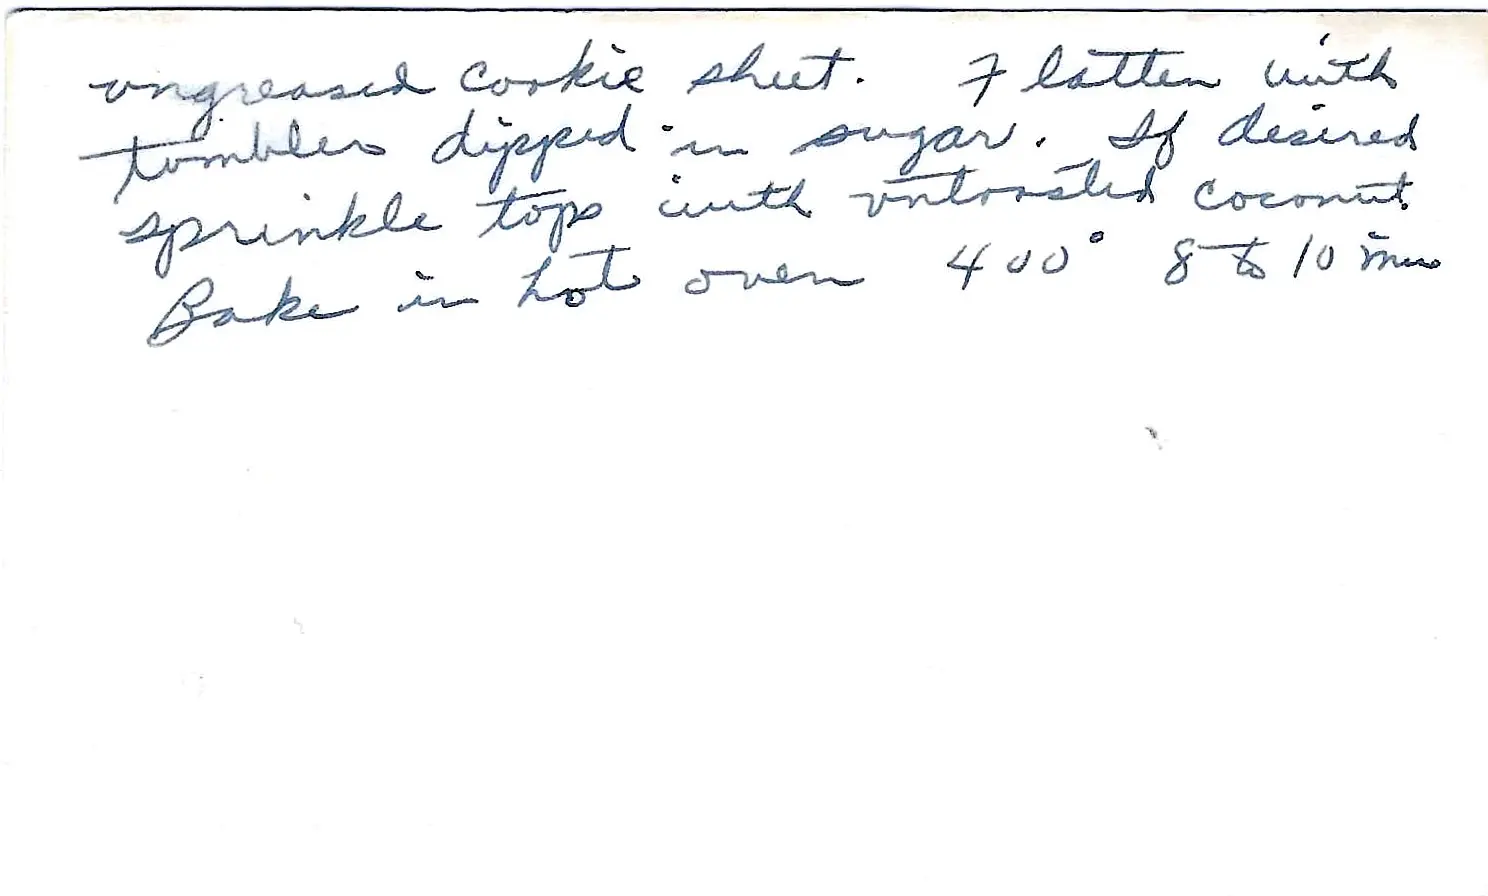 ungreased cookie sheet. Flatten with
tumbler dipped in sugar. If desired
sprinkle tops with untoasted coconut.
Bake in hot oven 400° 8 to 10 min